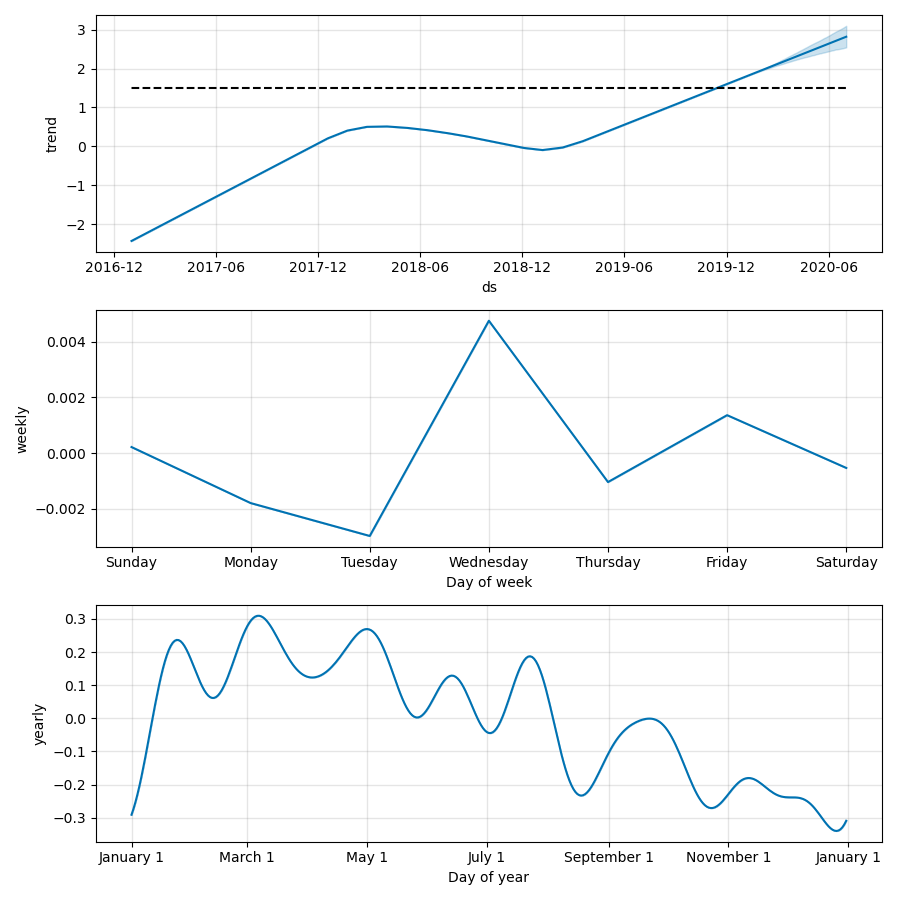 3
2
1
0
−1
−2
trend
2016-12 2017-06 2017-12 2018-06 2018-12 2019-06 2019-12 2020-06
ds
0.004
0.002
0.000
−0.002
weekly
Sunday Monday Tuesday Wednesday Thursday Friday Saturday
Day of week
0.3
0.2
0.1
0.0
−0.1
−0.2
−0.3
yearly
January 1 March 1 May 1 July 1 September 1 November 1 January 1
Day of year